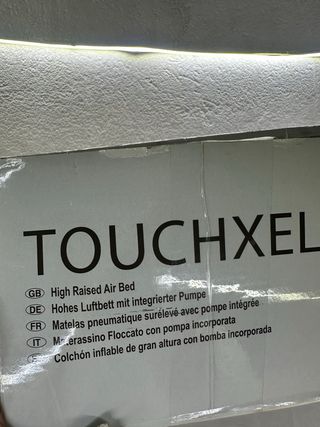 TOUCHXEL
GB High Raised Air Bed
DE Hohes Luftbett mit integrierter Pumpe
FR Matelas pneumatique surélevé avec pompe intégrée
IT Materassino Floccato con pompa incorporata
Colchón inflable de gran altura con bomba incorporada